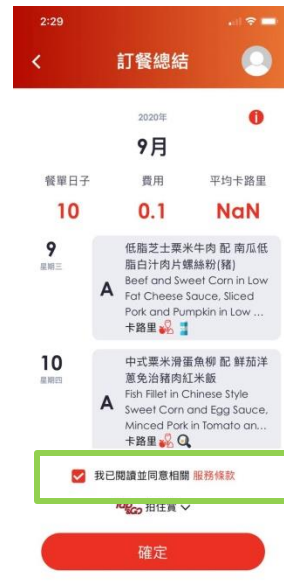 2:29
訂餐總結
2020年
9月
餐單日子 費用 平均卡路里
10 0.1 NaN
9
星期三
A
低脂芝士粟米牛肉 配 南瓜低
脂白汁肉片螺絲粉(豬)
Beef and Sweet Corn in Low
Fat Cheese Sauce, Sliced
Pork and Pumpkin in Low ...
卡路里
10
星期四
A
中式粟米滑蛋魚柳 配 鮮茄洋
蔥免治豬肉紅米飯
Fish Fillet in Chinese Style
Sweet Corn and Egg Sauce,
Minced Pork in Tomato an...
卡路里
我已閱讀並同意相關 服務條款
拍住賞
確定